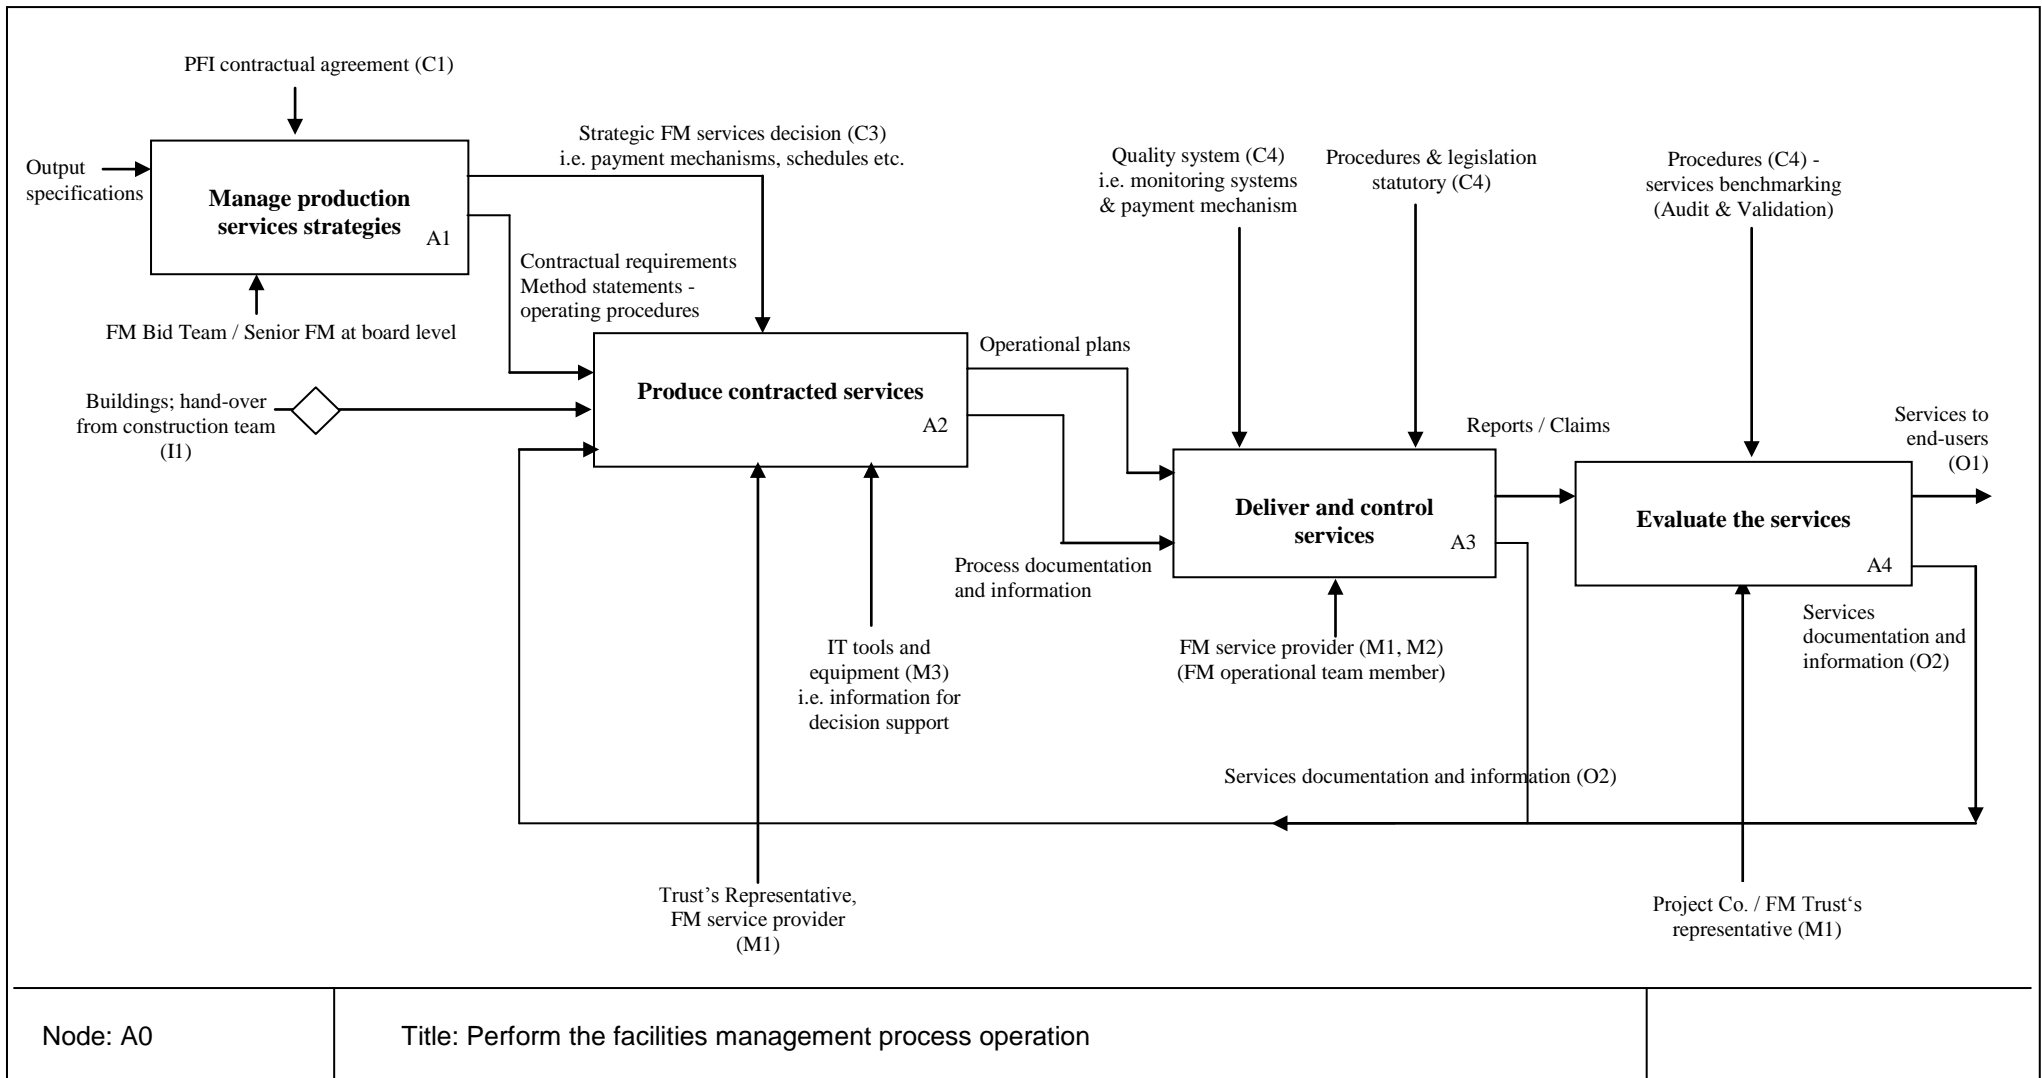 PFI contractual agreement (C1)
Output
specifications
Manage production
services strategies
A1
FM Bid Team / Senior FM at board level
Strategic FM services decision (C3)
i.e. payment mechanisms, schedules etc.
Contractual requirements
Method statements -
operating procedures
Buildings; hand-over
from construction team
(I1)
Produce contracted services
A2
Operational plans
Process documentation
and information
IT tools and
equipment (M3)
i.e. information for
decision support
Trust’s Representative,
FM service provider
(M1)
Quality system (C4)
i.e. monitoring systems
& payment mechanism
Procedures & legislation
statutory (C4)
Deliver and control
services
A3
FM service provider (M1, M2)
(FM operational team member)
Reports / Claims
Services documentation and information (O2)
Procedures (C4) -
services benchmarking
(Audit & Validation)
Evaluate the services
A4
Services to
end-users
(O1)
Services
documentation and
information (O2)
Project Co. / FM Trust‘s
representative (M1)
Node: A0
Title: Perform the facilities management process operation